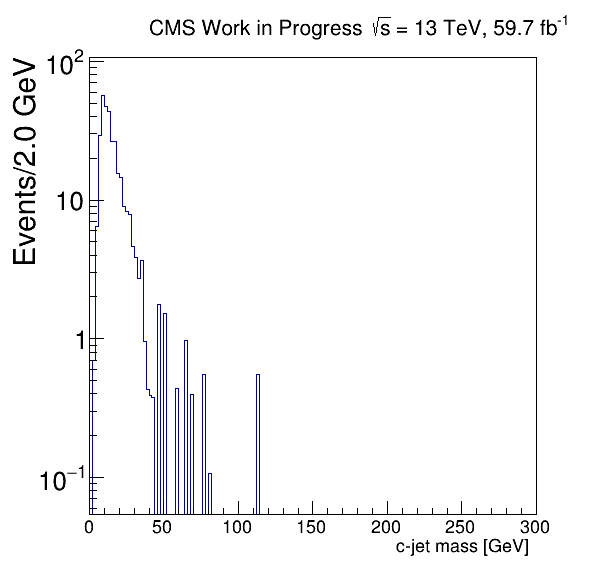 CMS Work in Progress √s = 13 TeV, 59.7 fb⁻¹
Events/2.0 GeV
10²
10
1
10⁻¹
0 50 100 150 200 250 300
c-jet mass [GeV]